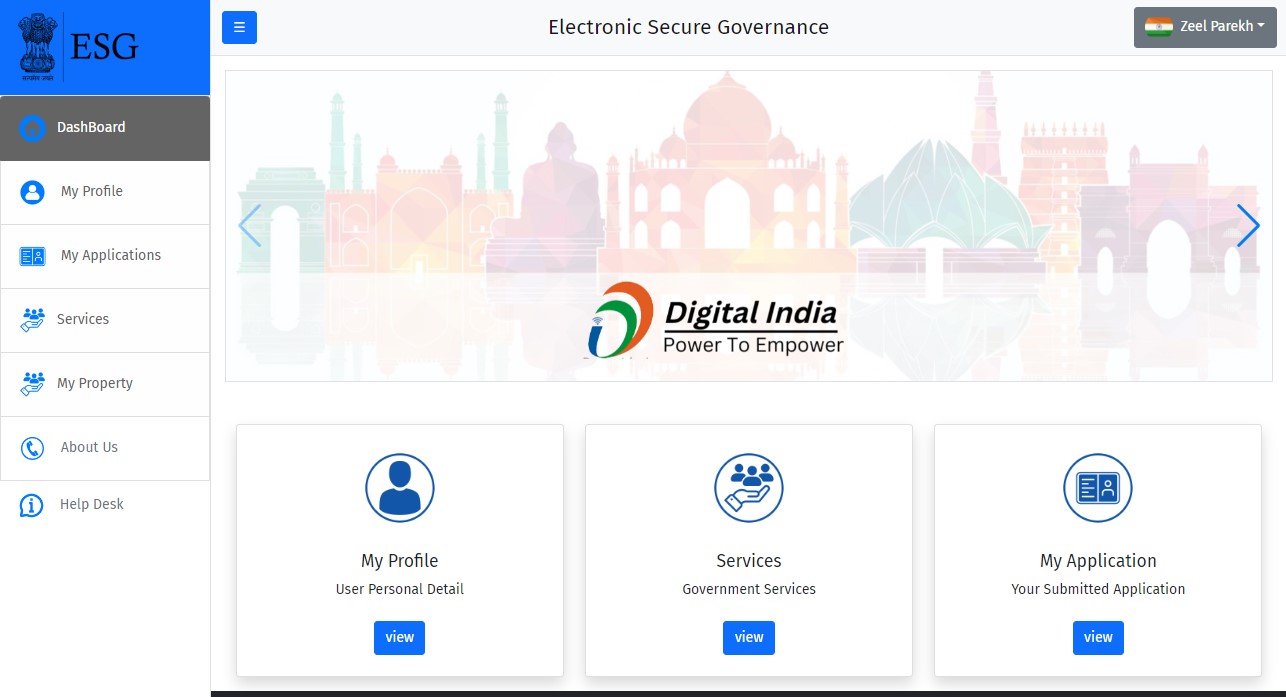 ESG
सत्यमेव जयते
Electronic Secure Governance
Zeel Parekh
DashBoard
My Profile
My Applications
Services
My Property
About Us
Help Desk
Digital India
Power To Empower
My Profile
User Personal Detail
view
Services
Government Services
view
My Application
Your Submitted Application
view